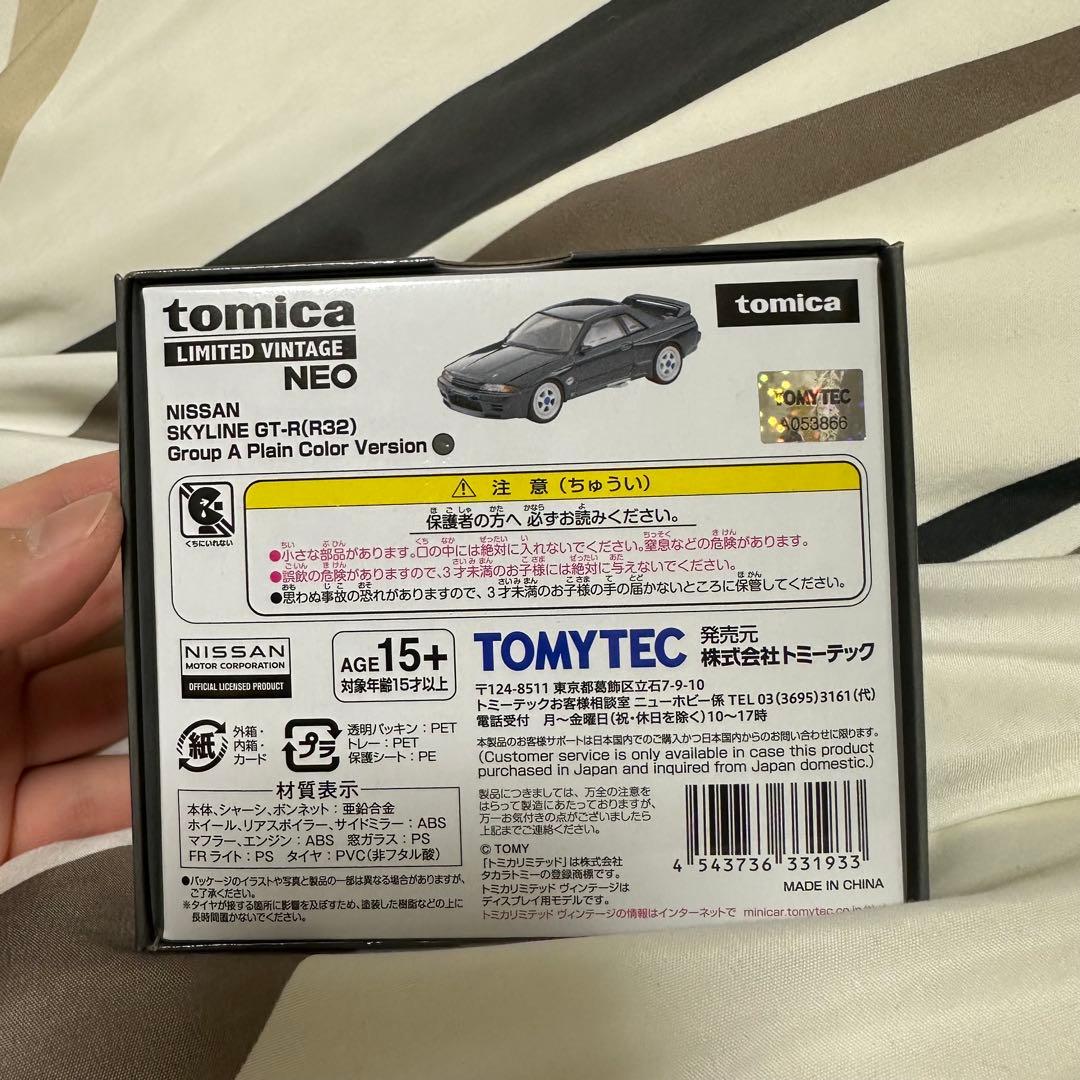 tomica
LIMITED VINTAGE
NEO
tomica
TOMYTEC
A053866
NISSAN
SKYLINE GT-R(R32)
Group A Plain Color Version
くちにいれない
⚠ 注 意(ちゅうい)
保護者の方へ 必ずお読みください。
●小さな部品があります。口の中には絶対に入れないでください。窒息などの危険があります。
●誤飲の危険がありますので、3才未満のお子様には絶対に与えないでください。
●思わぬ事故の恐れがありますので、3才未満のお子様の手の届かないところに保管してください。
NISSAN
MOTOR CORPORATION
OFFICIAL LICENSED PRODUCT
AGE 15+
対象年齢15才以上
TOMYTEC 発売元
株式会社トミーテック
〒124-8511 東京都葛飾区立石7-9-10
トミーテックお客様相談室 ニューホビー係 TEL 03(3695)3161(代)
電話受付 月〜金曜日(祝・休日を除く)10〜17時
本製品のお客様サポートは日本国内でのご購入かつ日本国内からのお問い合わせに限ります。
(Customer service is only available in case this product
purchased in Japan and inquired from Japan domestic.)
紙
外箱・
内箱・
カード
プラ
透明パッキン:PET
トレー:PET
保護シート:PE
材質表示
本体、シャーシ、ボンネット:亜鉛合金
ホイール、リアスポイラー、サイドミラー:ABS
マフラー、エンジン:ABS 窓ガラス:PS
FRライト:PS タイヤ:PVC(非フタル酸)
●パッケージのイラストや写真と製品の一部は異なる場合がありますが、
ご了承ください。
※タイヤが接する箇所に影響を及ぼすため、塗装した樹脂などの上に
長時間置かないでください。
製品につきましては、万全の注意を
はらって製造にあたっておりますが、
万一お気付きの点がございましたら
上記までご連絡ください。
© TOMY
「トミカリミテッド」は株式会社
タカラトミーの登録商標です。
トミカリミテッド ヴィンテージは
ディスプレイ用モデルです。
トミカリミテッド ヴィンテージの情報はインターネットで minicar.tomytec.co.jp
4 543736 331933
MADE IN CHINA